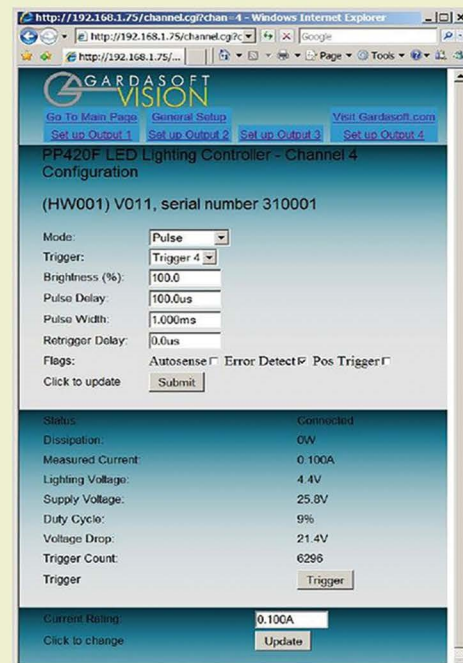 http://192.168.1.75/channel.cgi?chan=4 - Windows Internet Explorer
http://192.168.1.75/channel.cgi?c
Google
http://192.168.1.75/...
Page
Tools
GARDASOFT
VISION
Go To Main Page General Setup Visit Gardasoft.com
Set up Output 1 Set up Output 2 Set up Output 3 Set up Output 4
PP420F LED Lighting Controller - Channel 4
Configuration
(HW001) V011, serial number 310001
Mode: Pulse
Trigger: Trigger 4
Brightness (%): 100.0
Pulse Delay: 100.0us
Pulse Width: 1.000ms
Retrigger Delay: 0.0us
Flags: Autosense Error Detect Pos Trigger
Click to update Submit
Status: Connected
Dissipation: 0W
Measured Current: 0.100A
Lighting Voltage: 4.4V
Supply Voltage: 25.8V
Duty Cycle: 9%
Voltage Drop: 21.4V
Trigger Count: 6296
Trigger Trigger
Current Rating: 0.100A
Click to change Update